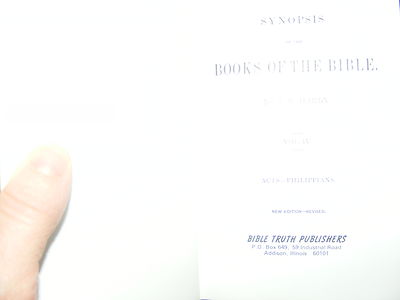 SYNOPSIS
OF THE
BOOKS OF THE BIBLE.
VOL. IV.
ACTS—PHILIPPIANS.
NEW EDITION—REVISED.
BIBLE TRUTH PUBLISHERS
P.O. Box 649, 59 Industrial Road
Addison, Illinois 60101